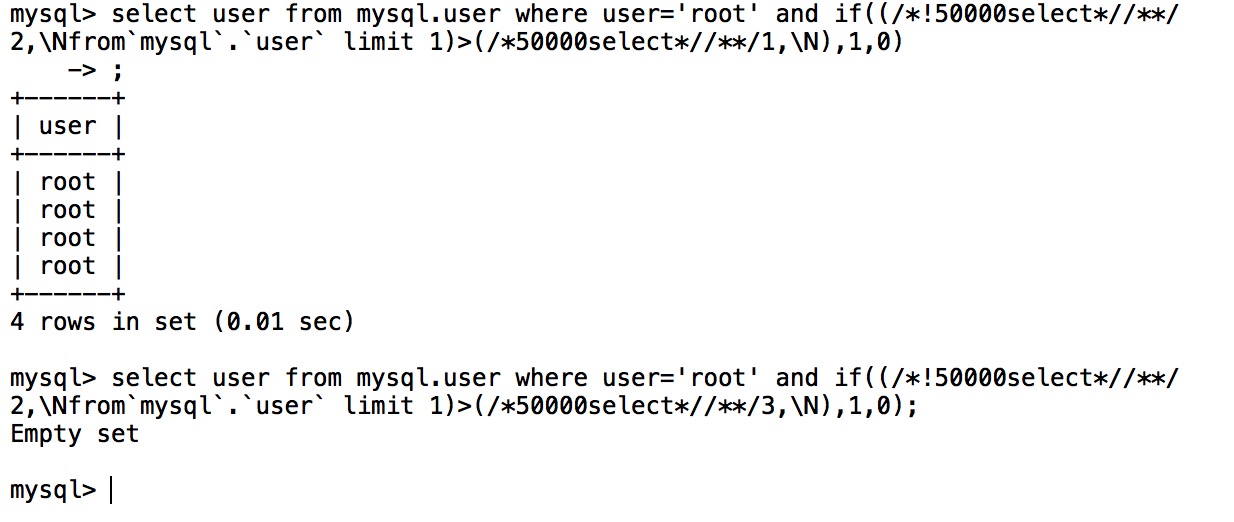 mysql> select user from mysql.user where user='root' and if((/*!50000select*//**/
2,\Nfrom`mysql`.`user` limit 1)>(/*50000select*//**/1,\N),1,0)
    -> ;
+------+
| user |
+------+
| root |
| root |
| root |
| root |
+------+
4 rows in set (0.01 sec)
mysql> select user from mysql.user where user='root' and if((/*!50000select*//**/
2,\Nfrom`mysql`.`user` limit 1)>(/*50000select*//**/3,\N),1,0);
Empty set
mysql>